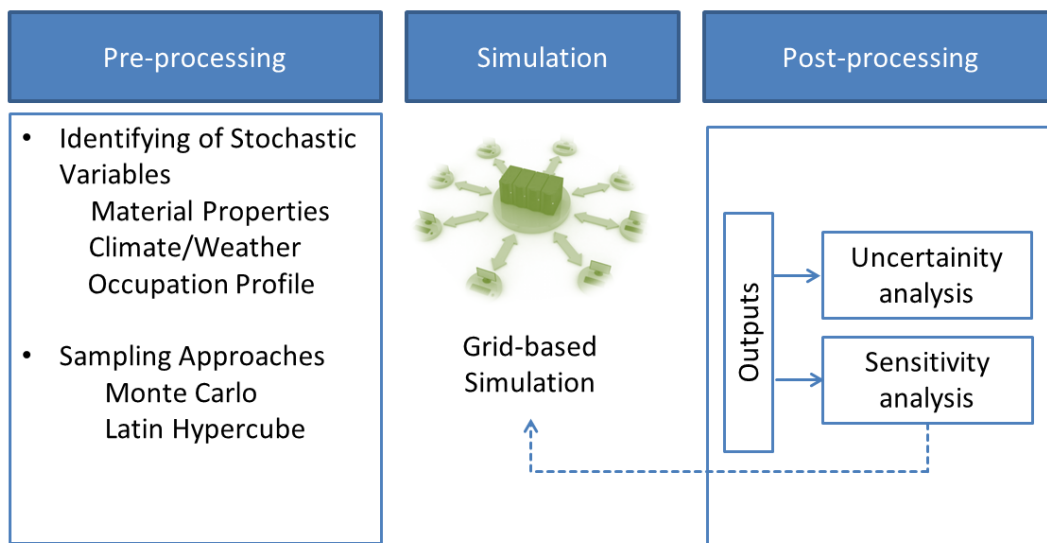 Pre-processing
Simulation
Post-processing
• Identifying of Stochastic
Variables
Material Properties
Climate/Weather
Occupation Profile
• Sampling Approaches
Monte Carlo
Latin Hypercube
Grid-based
Simulation
Outputs
Uncertainity
analysis
Sensitivity
analysis